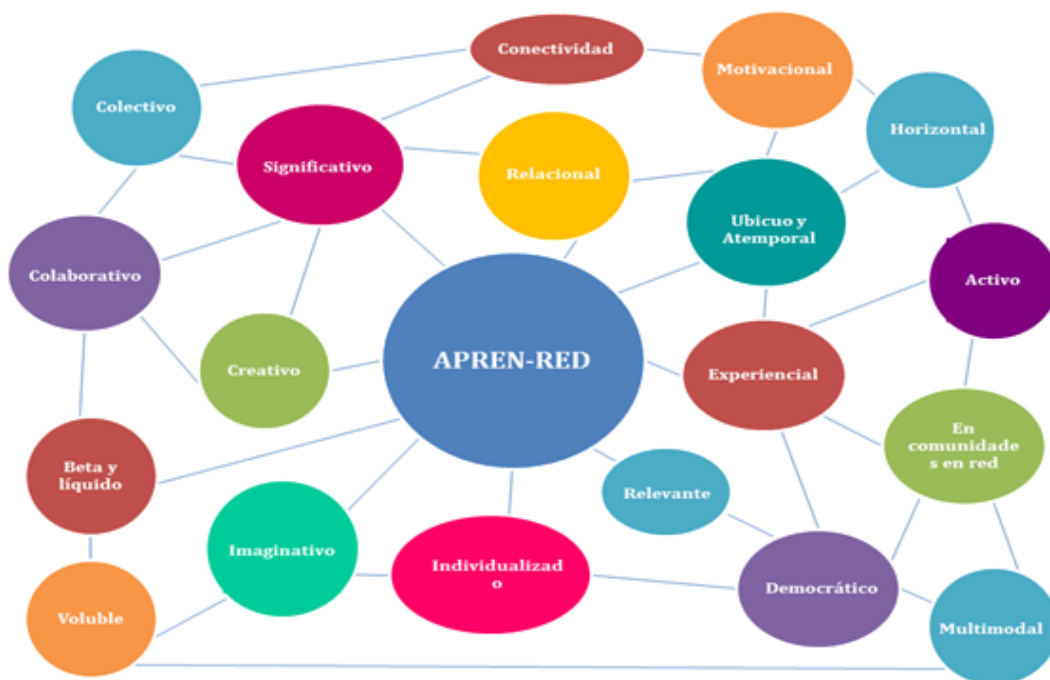 Conectividad
Motivacional
Colectivo
Horizontal
Significativo
Relacional
Ubicuo y
Atemporal
Colaborativo
Activo
APREN-RED
Creativo
Experiencial
En
comunidade
s en red
Beta y
líquido
Relevante
Imaginativo
Individualizad
o
Democrático
Voluble
Multimodal